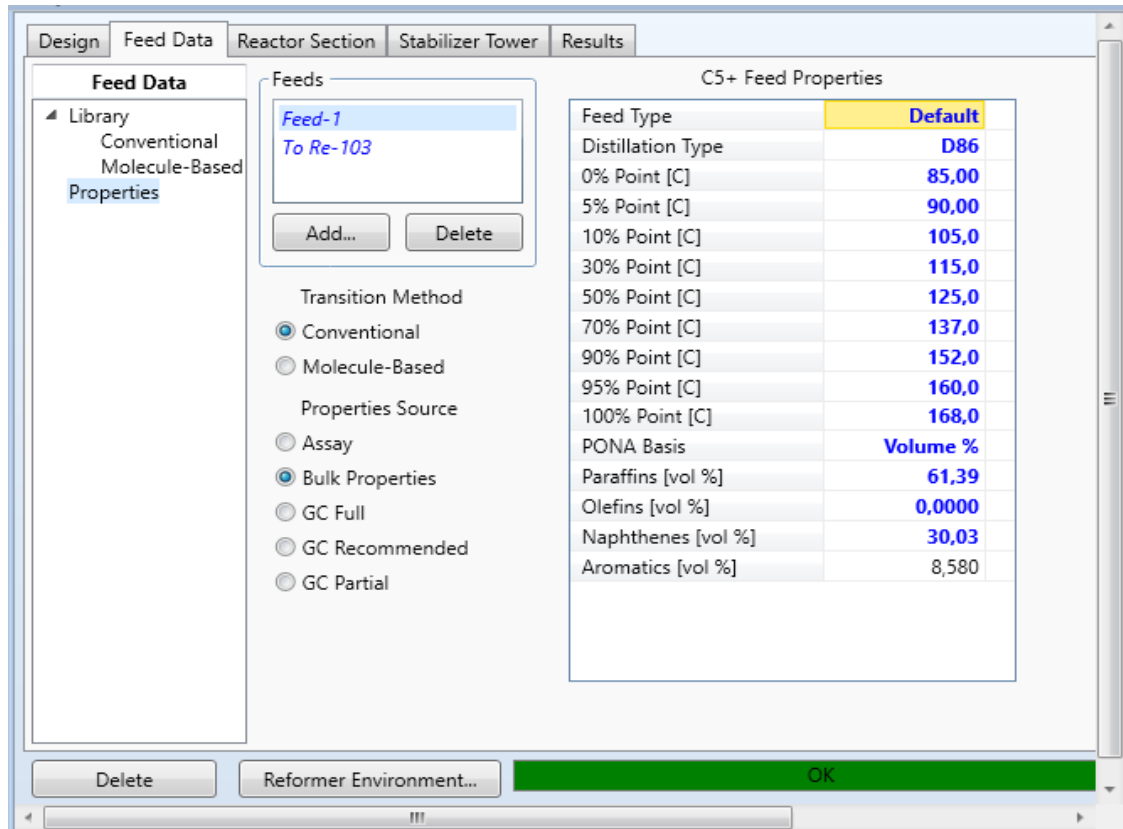 Design Feed Data Reactor Section Stabilizer Tower Results
Feed Data
Library
Conventional
Molecule-Based
Properties
Feeds
Feed-1
To Re-103
Add... Delete
Transition Method
Conventional
Molecule-Based
Properties Source
Assay
Bulk Properties
GC Full
GC Recommended
GC Partial
C5+ Feed Properties
Feed Type Default
Distillation Type D86
0% Point [C] 85,00
5% Point [C] 90,00
10% Point [C] 105,0
30% Point [C] 115,0
50% Point [C] 125,0
70% Point [C] 137,0
90% Point [C] 152,0
95% Point [C] 160,0
100% Point [C] 168,0
PONA Basis Volume %
Paraffins [vol %] 61,39
Olefins [vol %] 0,0000
Naphthenes [vol %] 30,03
Aromatics [vol %] 8,580
Delete Reformer Environment... OK